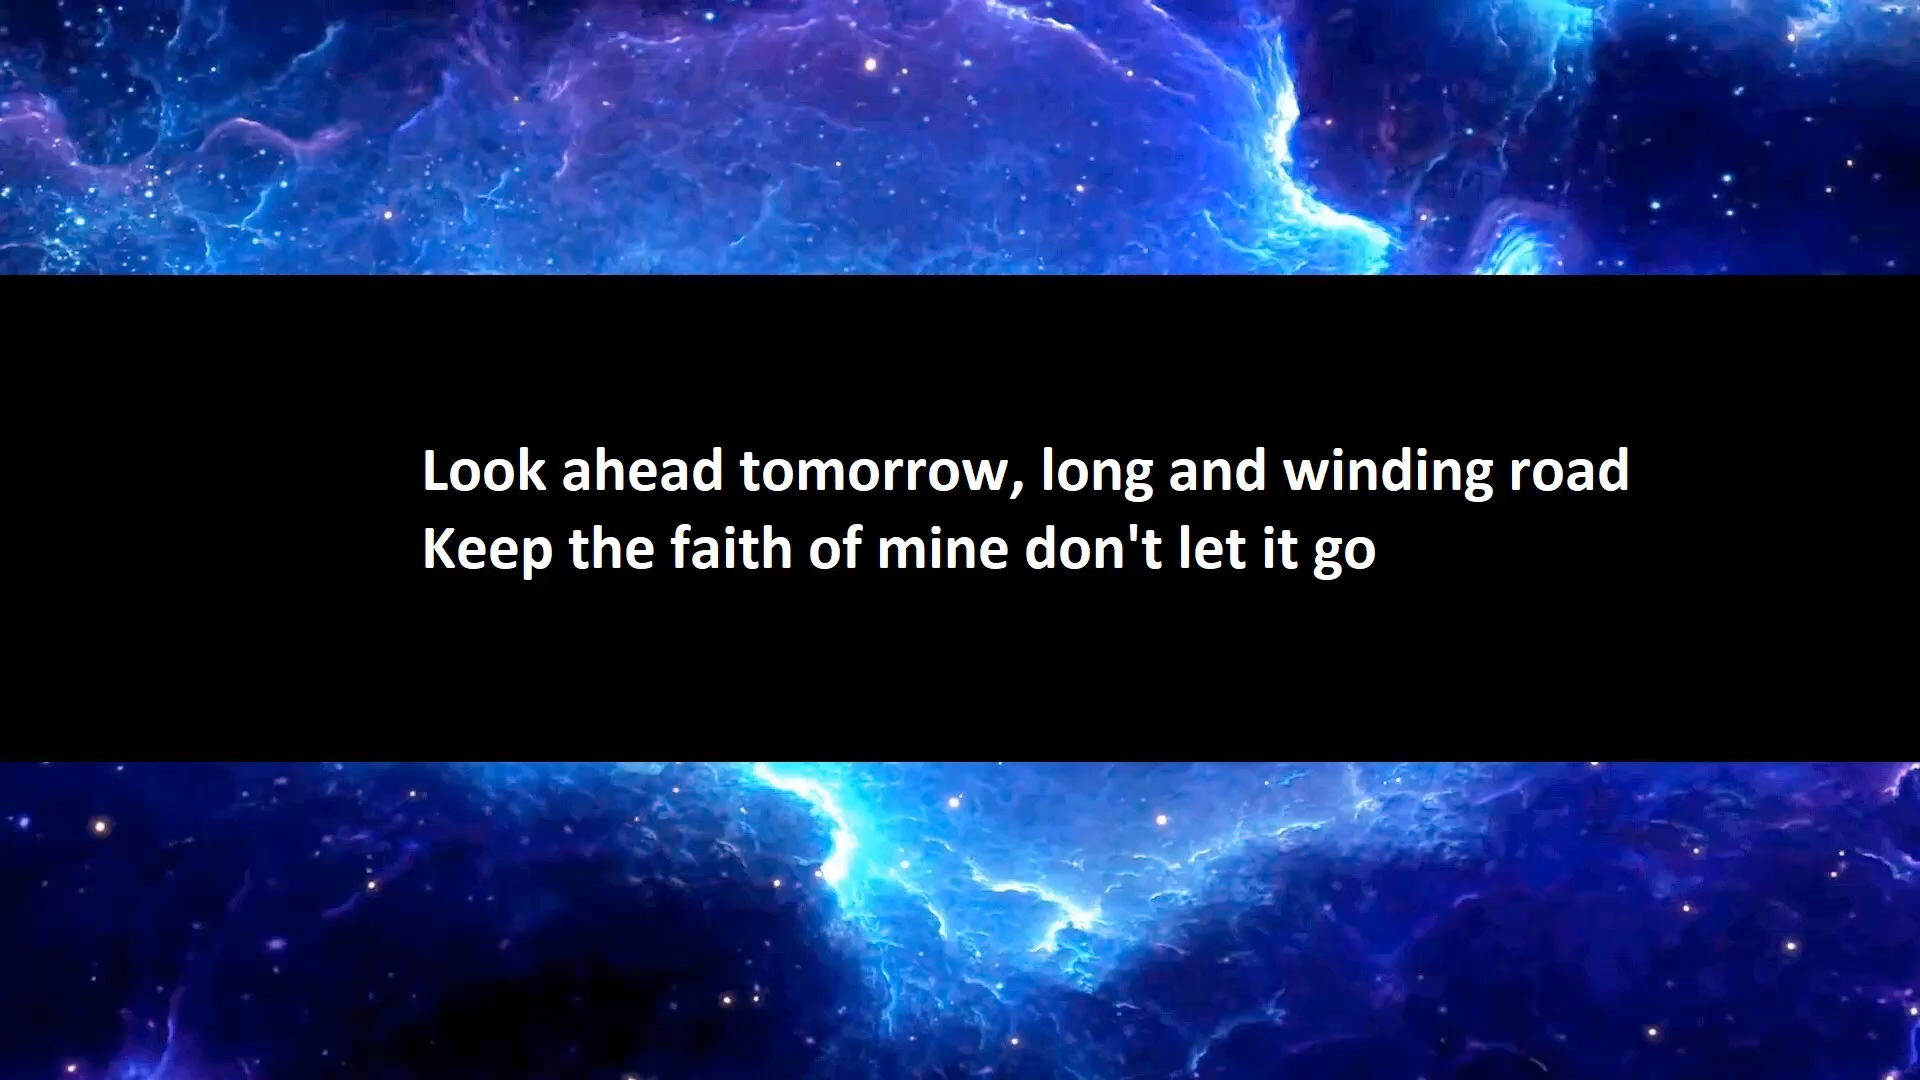 Look ahead tomorrow, long and winding road
Keep the faith of mine don't let it go